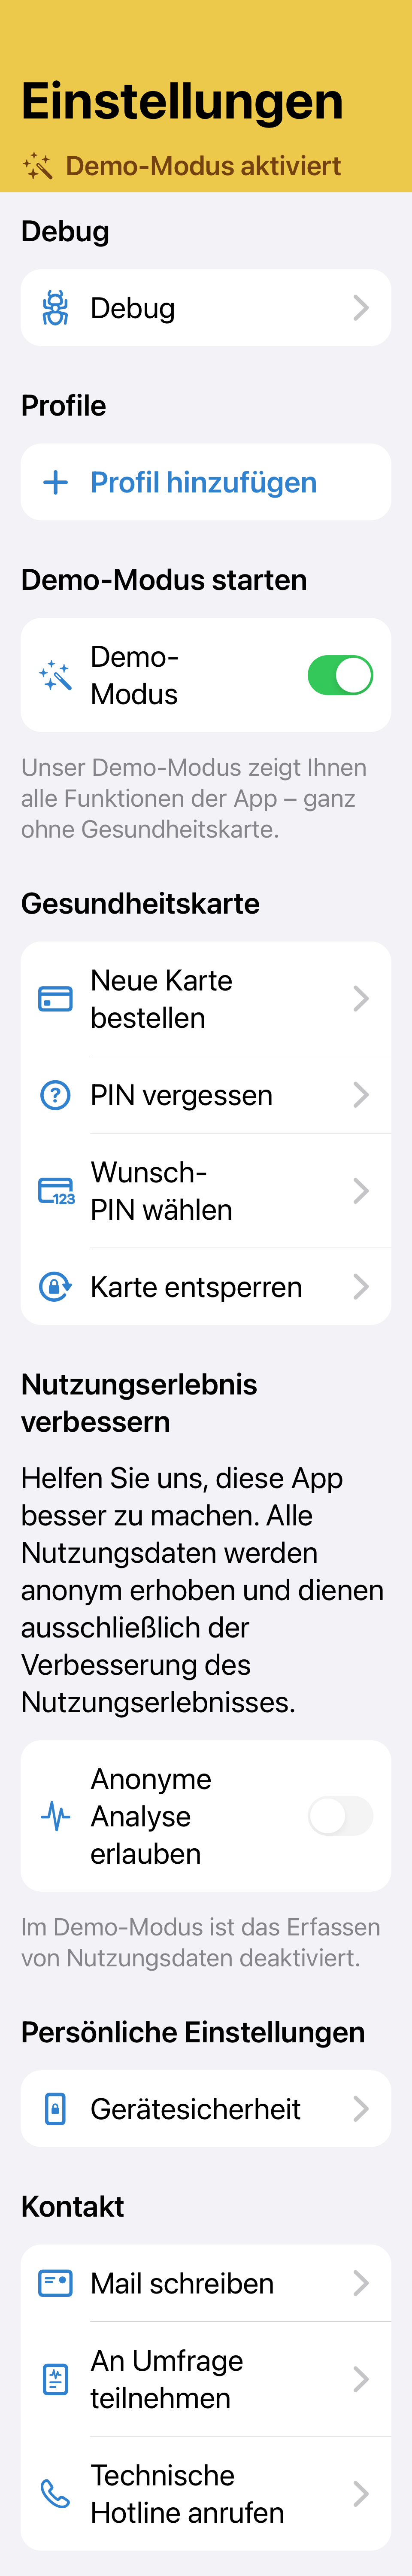 Einstellungen
Demo-Modus aktiviert
Debug
Debug
Profile
Profil hinzufügen
Demo-Modus starten
Demo-
Modus
Unser Demo-Modus zeigt Ihnen
alle Funktionen der App – ganz
ohne Gesundheitskarte.
Gesundheitskarte
Neue Karte
bestellen
?
PIN vergessen
123
Wunsch-
PIN wählen
Karte entsperren
Nutzungserlebnis
verbessern
Helfen Sie uns, diese App
besser zu machen. Alle
Nutzungsdaten werden
anonym erhoben und dienen
ausschließlich der
Verbesserung des
Nutzungserlebnisses.
Anonyme
Analyse
erlauben
Im Demo-Modus ist das Erfassen
von Nutzungsdaten deaktiviert.
Persönliche Einstellungen
Gerätesicherheit
Kontakt
Mail schreiben
An Umfrage
teilnehmen
Technische
Hotline anrufen